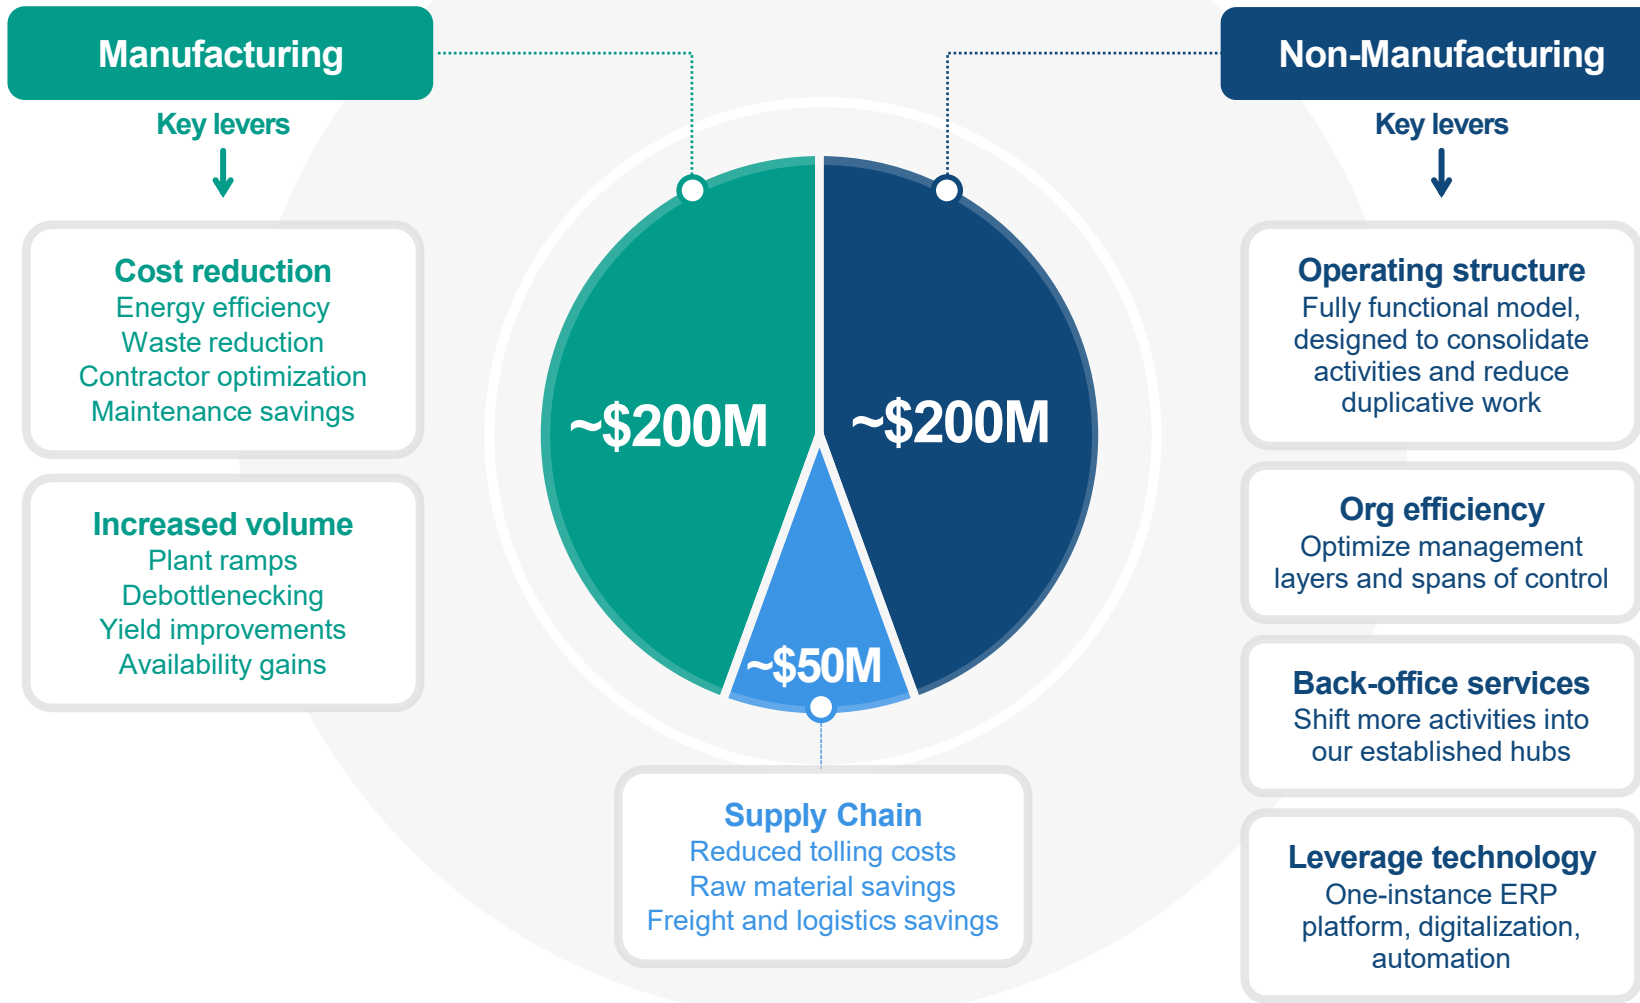 Manufacturing
Key levers
Cost reduction
Energy efficiency
Waste reduction
Contractor optimization
Maintenance savings
Increased volume
Plant ramps
Debottlenecking
Yield improvements
Availability gains
~$200M
~$200M
~$50M
Supply Chain
Reduced tolling costs
Raw material savings
Freight and logistics savings
Non-Manufacturing
Key levers
Operating structure
Fully functional model,
designed to consolidate
activities and reduce
duplicative work
Org efficiency
Optimize management
layers and spans of control
Back-office services
Shift more activities into
our established hubs
Leverage technology
One-instance ERP
platform, digitalization,
automation